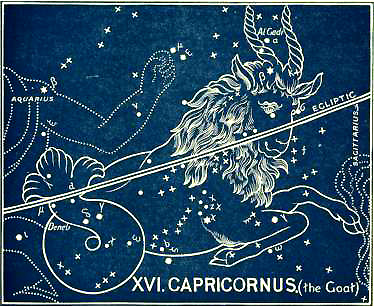 Al Gedi
α
β
AQUARIUS
ECLIPTIC
SAGITTARIUS
Deneb
γ
μ
ω
XVI. CAPRICORNUS, (the Goat)